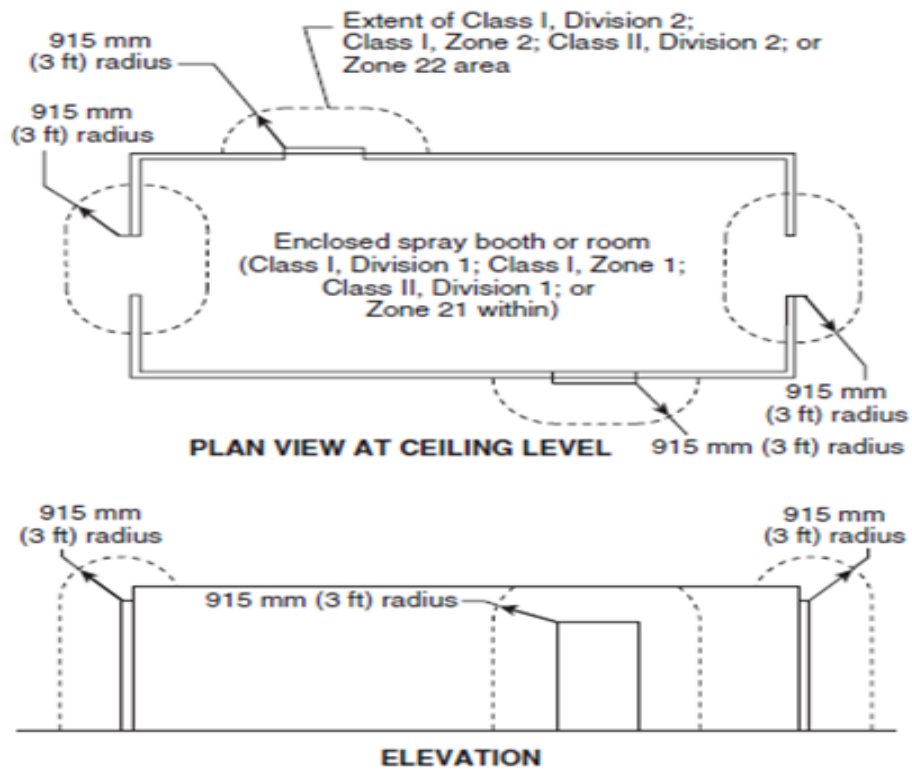 915 mm
(3 ft) radius
Extent of Class I, Division 2;
Class I, Zone 2; Class II, Division 2; or
Zone 22 area
915 mm
(3 ft) radius
Enclosed spray booth or room
(Class I, Division 1; Class I, Zone 1;
Class II, Division 1; or
Zone 21 within)
915 mm
(3 ft) radius
PLAN VIEW AT CEILING LEVEL
915 mm (3 ft) radius
915 mm
(3 ft) radius
915 mm
(3 ft) radius
915 mm (3 ft) radius
ELEVATION